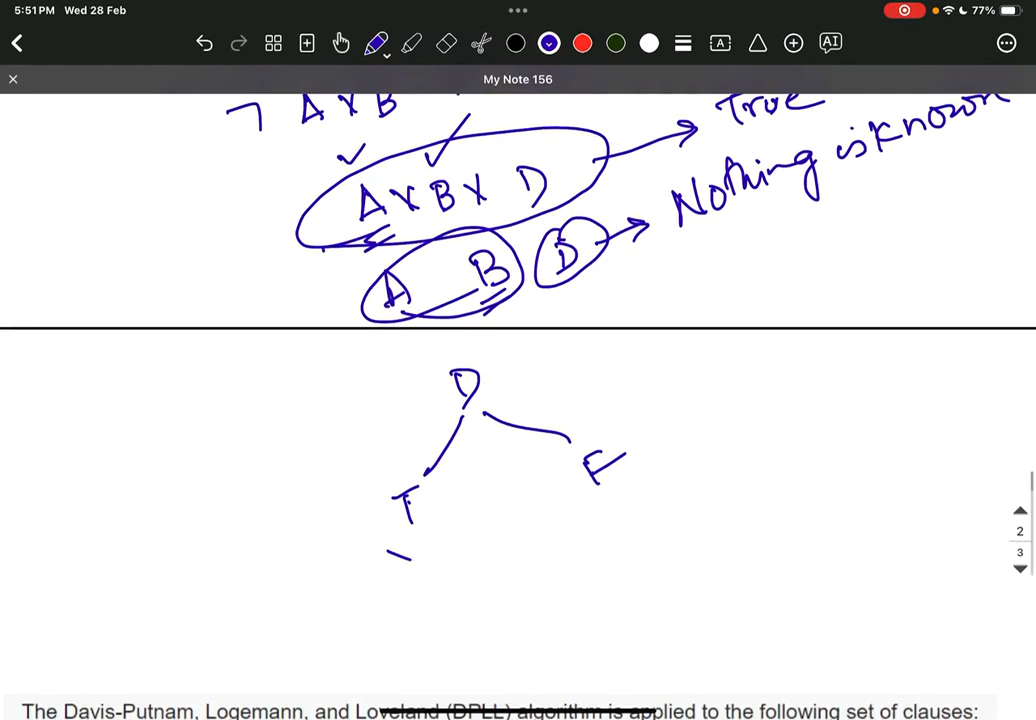 5:51 PM Wed 28 Feb
77%
A
AI
My Note 156
¬ A ∨ B
True
A ∨ B ∨ D
Nothing is known
A B D
D
T F
2
3
The Davis-Putnam, Logemann, and Loveland (DPLL) algorithm is applied to the following set of clauses: